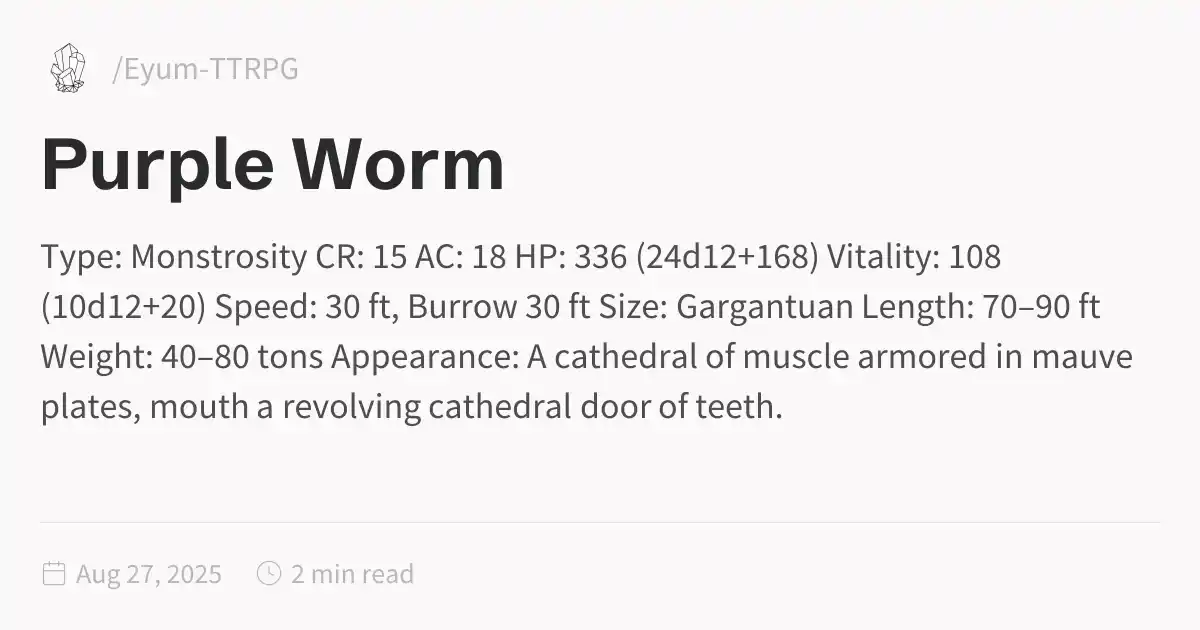 /Eyum-TTRPG
Purple Worm
Type: Monstrosity CR: 15 AC: 18 HP: 336 (24d12+168) Vitality: 108
(10d12+20) Speed: 30 ft, Burrow 30 ft Size: Gargantuan Length: 70–90 ft
Weight: 40–80 tons Appearance: A cathedral of muscle armored in mauve
plates, mouth a revolving cathedral door of teeth.
Aug 27, 2025 2 min read